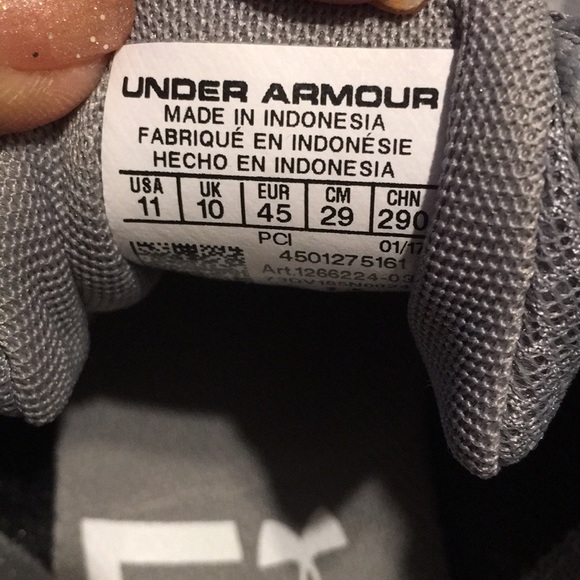 UNDER ARMOUR
MADE IN INDONESIA
FABRIQUÉ EN INDONÉSIE
HECHO EN INDONESIA
USA UK EUR CM CHN
11 10 45 29 290
PCI 01/17
4501275161